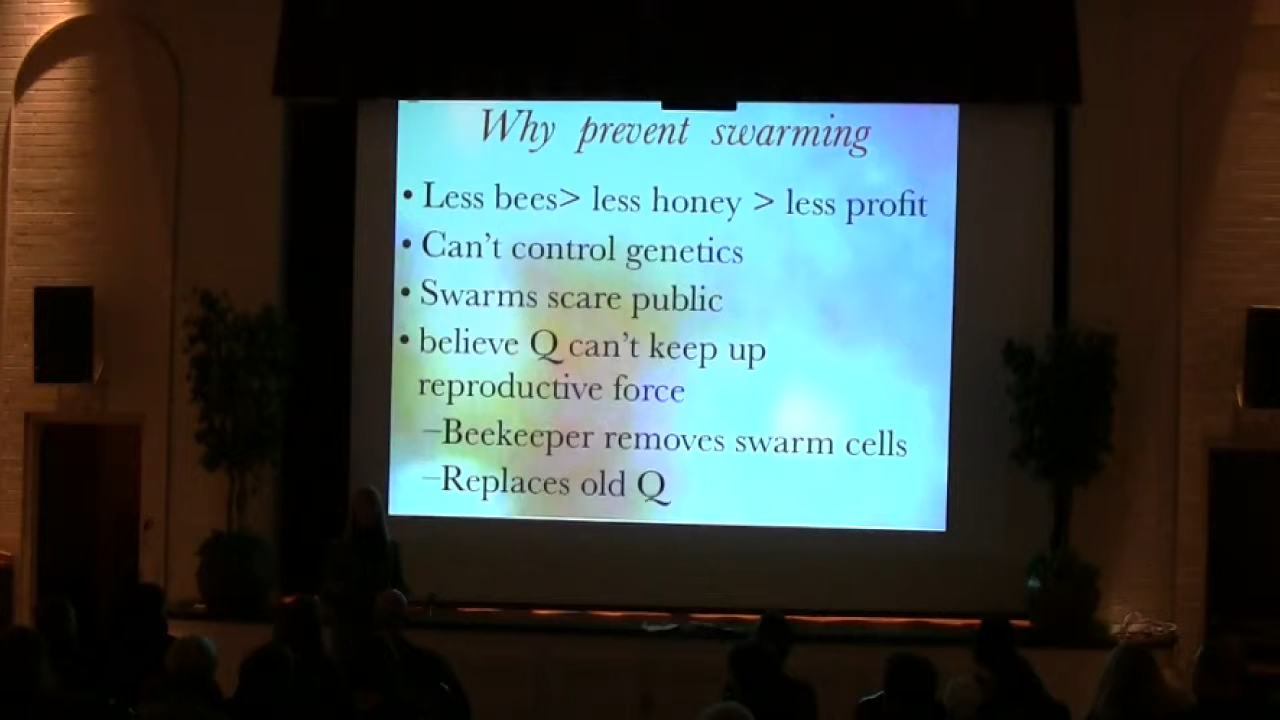 Why prevent swarming
• Less bees> less honey > less profit
• Can't control genetics
• Swarms scare public
• believe Q can't keep up
reproductive force
–Beekeeper removes swarm cells
–Replaces old Q